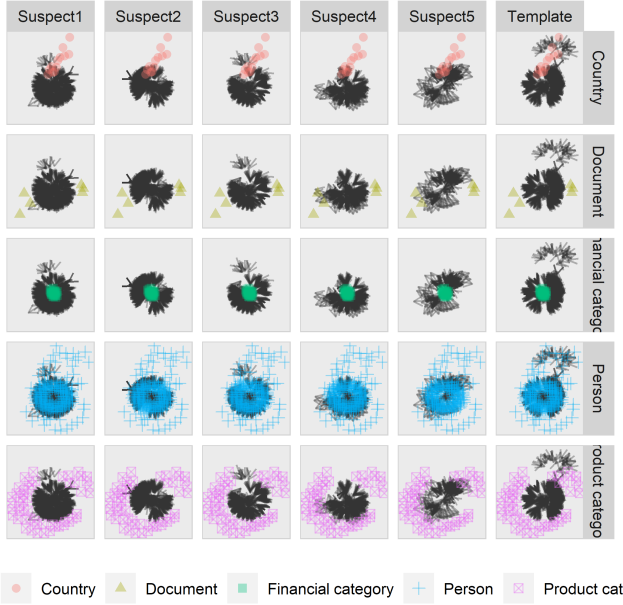 Suspect1 Suspect2 Suspect3 Suspect4 Suspect5 Template
Country
Document
nancial catego
Person
roduct catego
Country Document Financial category Person Product cat